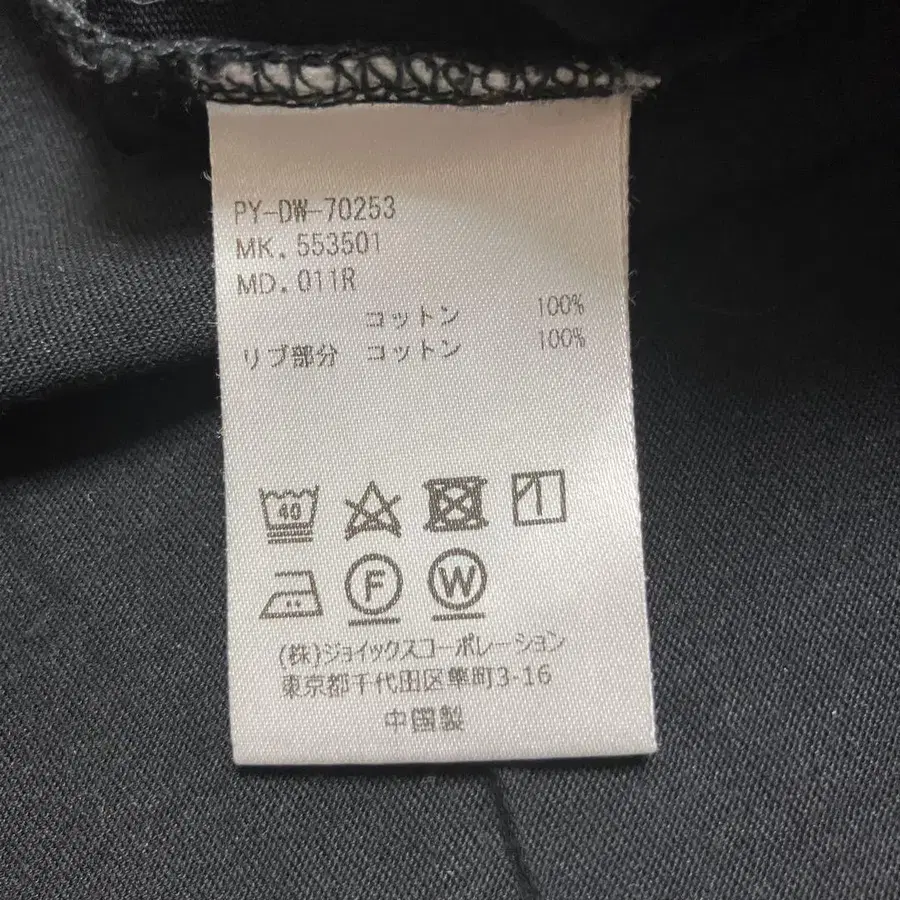 PY-DW-70253
MK. 553501
MD. 011R
コットン 100%
リブ部分 コットン 100%
40
F W
(株)ジョイックスコーポレーション
東京都千代田区隼町3-16
中国製